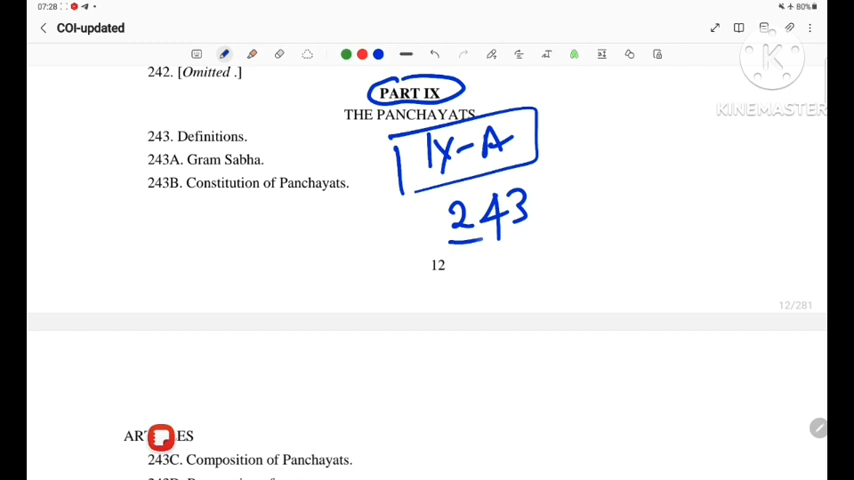 07:28
80%
COI-updated
242. [Omitted .]
PART IX
THE PANCHAYATS
IX-A
243. Definitions.
243A. Gram Sabha.
243B. Constitution of Panchayats.
243
12
12/281
KINEMASTER
ARTICLES
243C. Composition of Panchayats.